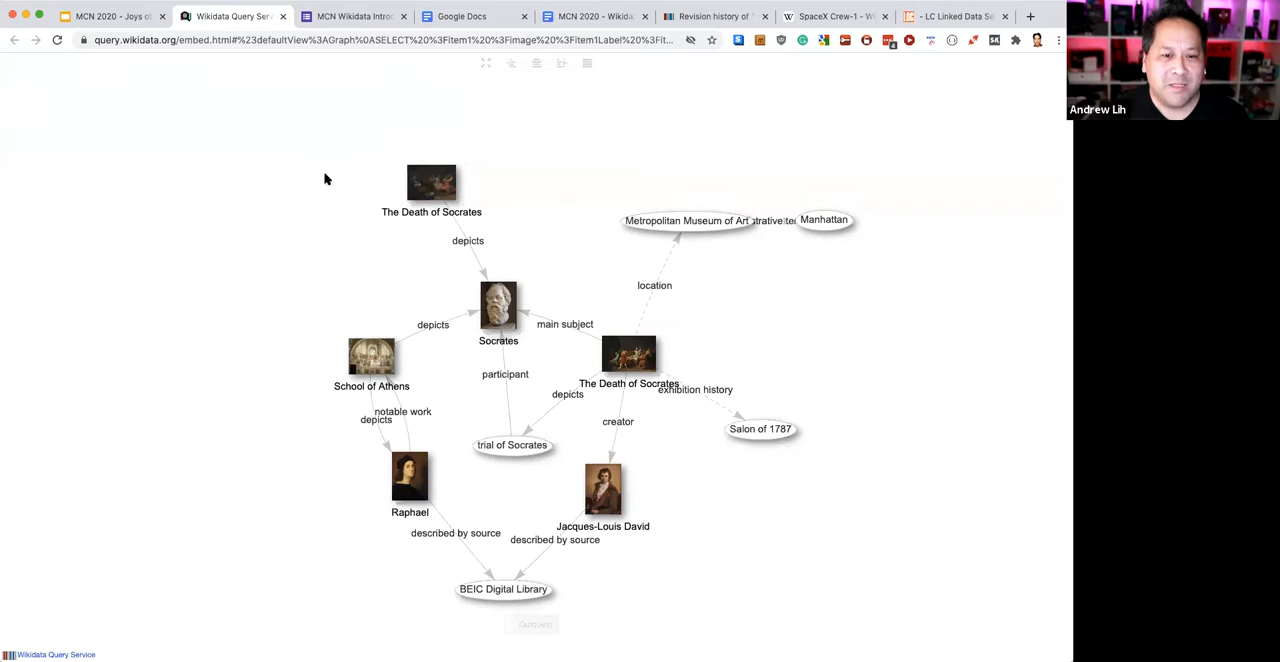 MCN 2020 - Joys of
Wikidata Query Serv
MCN Wikidata Introd
Google Docs
MCN 2020 - Wikidat
Revision history of "
SpaceX Crew-1 - Wi
- LC Linked Data Se
query.wikidata.org/embed.html#%23defaultView%3AGraph%0ASELECT%20%3Fitem1%20%3Fimage%20%3Fitem1Label%20%3Fit...
Andrew Lih
The Death of Socrates
depicts
Metropolitan Museum of Art
Manhattan
location
Socrates
depicts
main subject
School of Athens
participant
The Death of Socrates
depicts
exhibition history
notable work
depicts
creator
Salon of 1787
trial of Socrates
Raphael
Jacques-Louis David
described by source
described by source
BEIC Digital Library
Wikidata Query Service